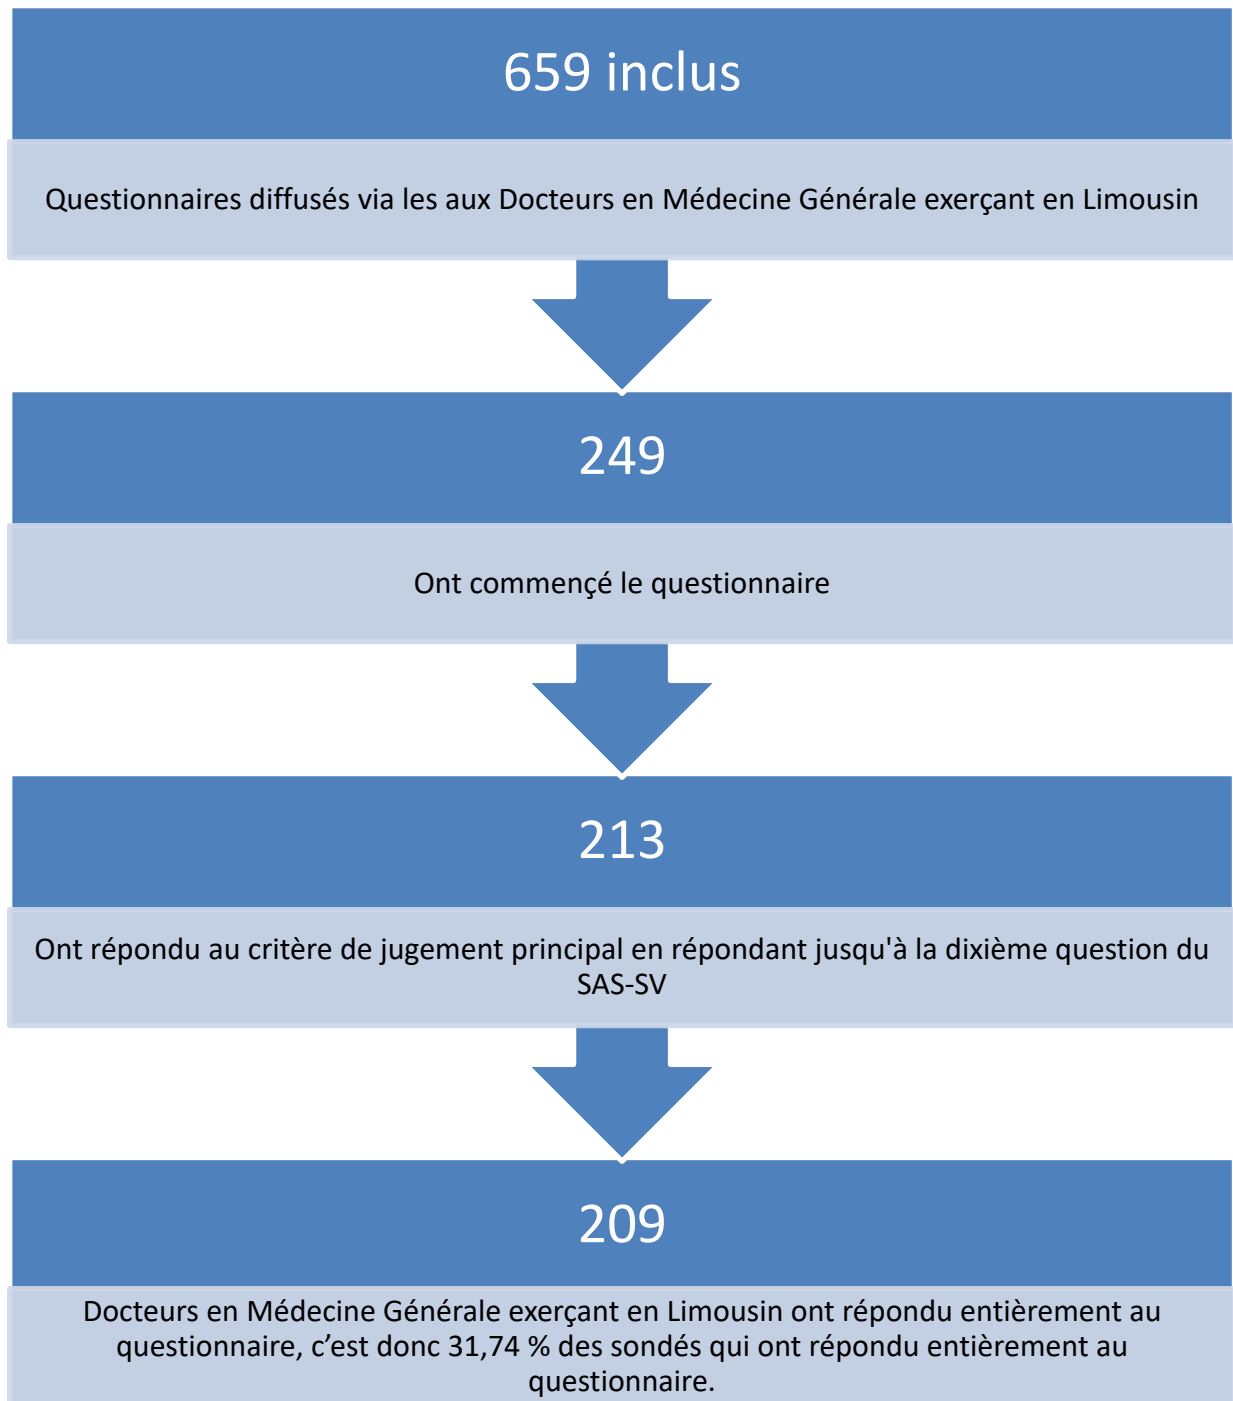 659 inclus
Questionnaires diffusés via les aux Docteurs en Médecine Générale exerçant en Limousin
249
Ont commençé le questionnaire
213
Ont répondu au critère de jugement principal en répondant jusqu'à la dixième question du
SAS-SV
209
Docteurs en Médecine Générale exerçant en Limousin ont répondu entièrement au
questionnaire, c’est donc 31,74 % des sondés qui ont répondu entièrement au
questionnaire.